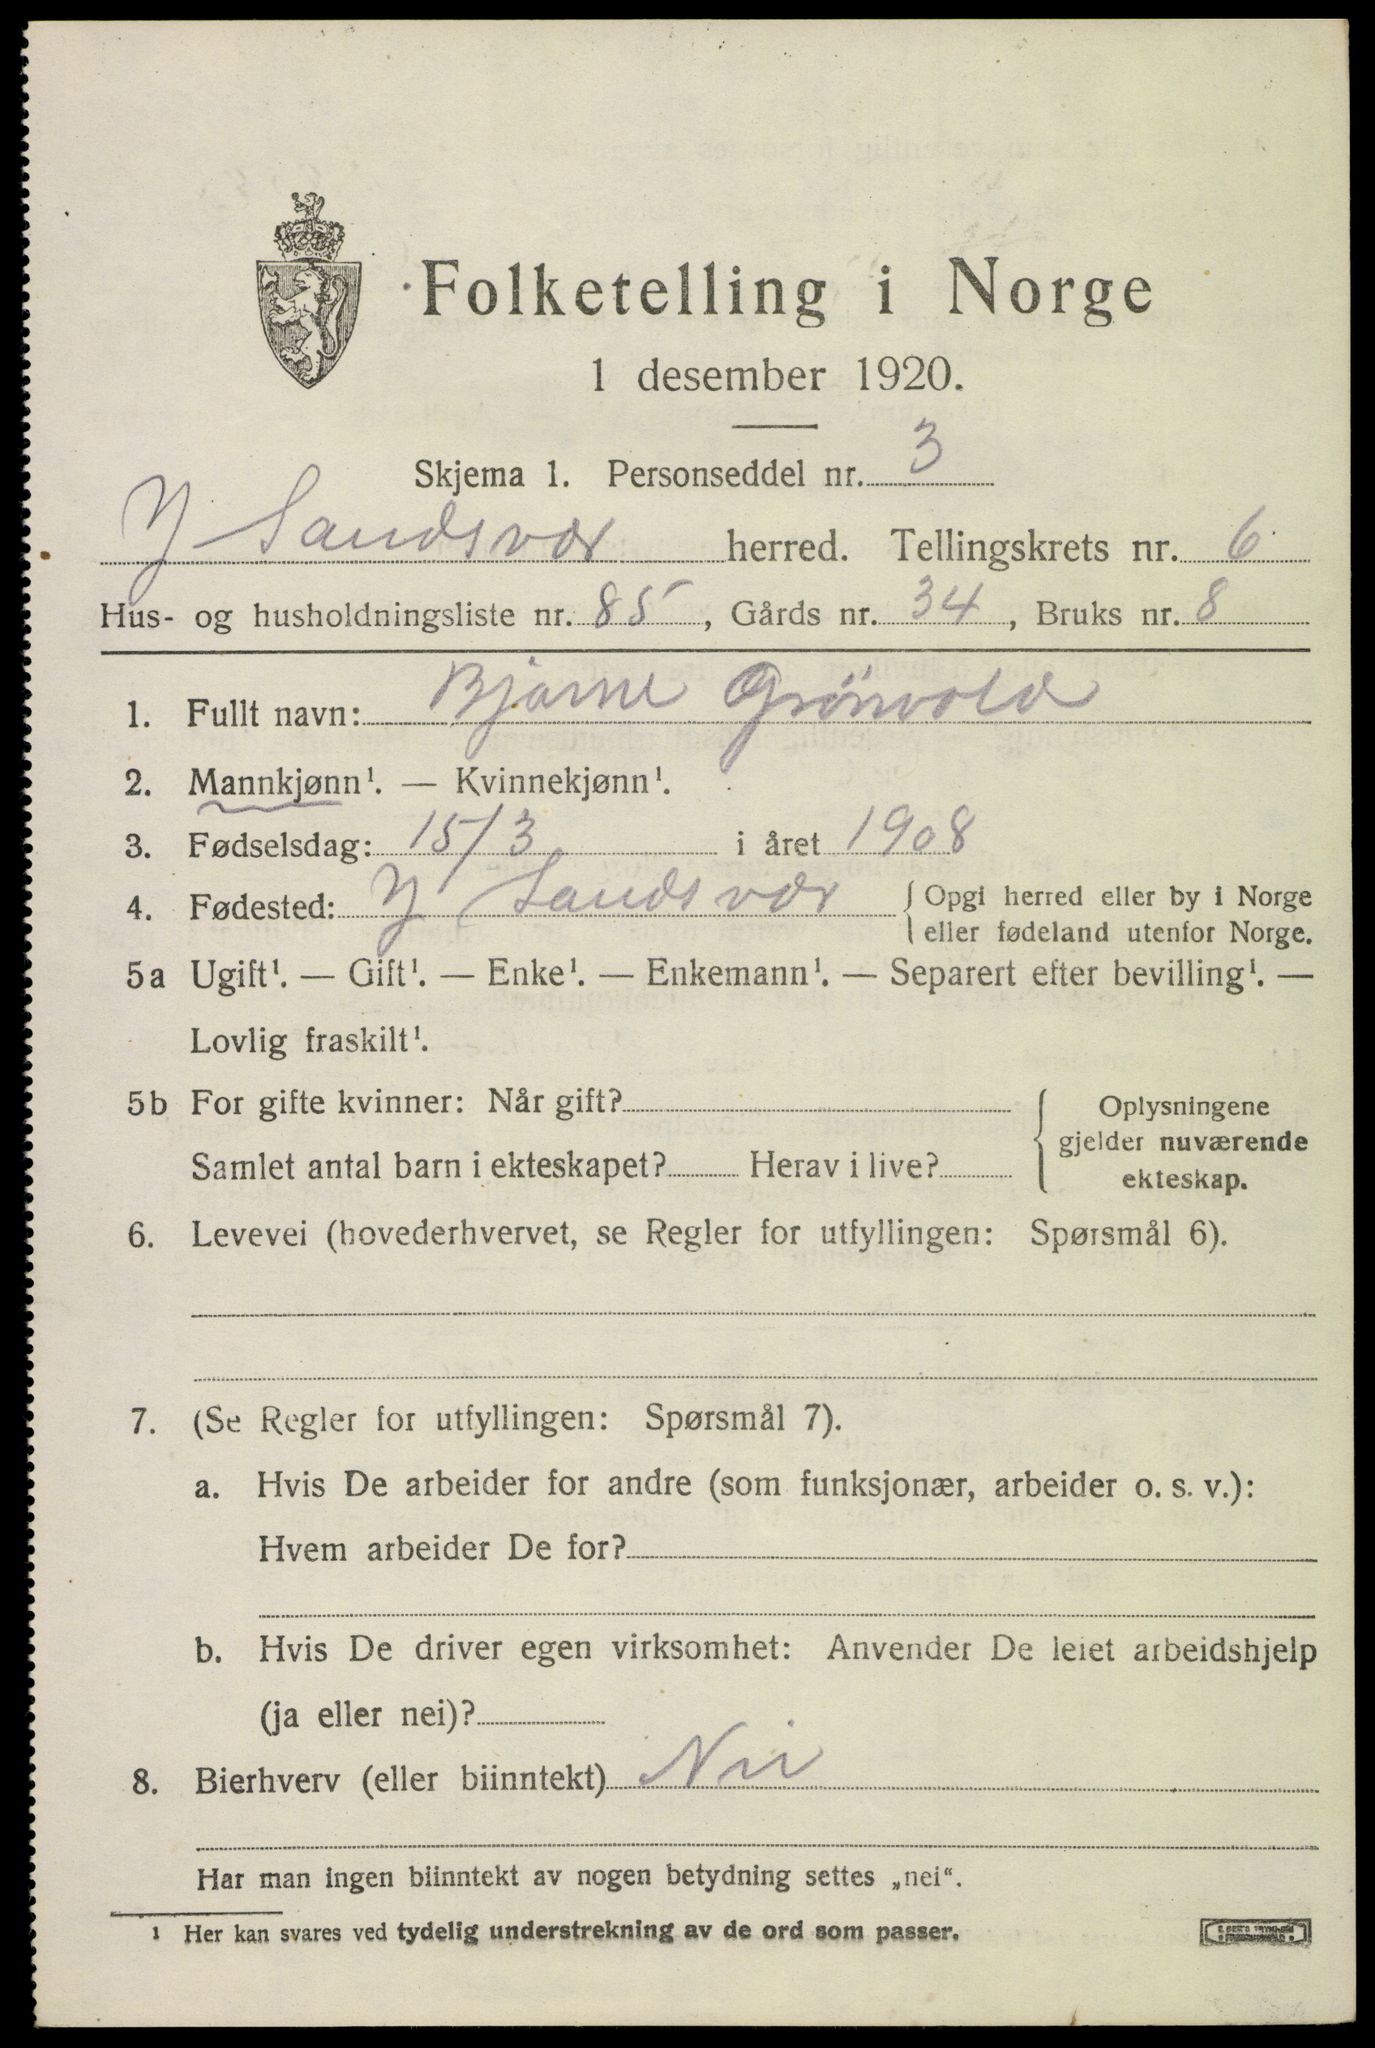 Folketelling i Norge
1 desember 1920.
Skjema 1. Personseddel nr. 3
Y Sandsvær herred. Tellingskrets nr. 6
Hus- og husholdningsliste nr. 85, Gårds nr. 34, Bruks nr. 8
1. Fullt navn: Bjarne Grönvold
2. Mannkjønn¹. — Kvinnekjønn¹.
3. Fødselsdag: 15/3 i året 1908
4. Fødested: Y Sandsvær { Opgi herred eller by i Norge
eller fødeland utenfor Norge.
5a Ugift¹. — Gift¹. — Enke¹. — Enkemann¹. — Separert efter bevilling¹. —
Lovlig fraskilt¹.
5b For gifte kvinner: Når gift? { Oplysningene
gjelder nuværende
Samlet antal barn i ekteskapet? Herav i live? ekteskap.
6. Levevei (hovederhvervet, se Regler for utfyllingen: Spørsmål 6).
7. (Se Regler for utfyllingen: Spørsmål 7).
a. Hvis De arbeider for andre (som funksjonær, arbeider o. s. v.):
Hvem arbeider De for?
b. Hvis De driver egen virksomhet: Anvender De leiet arbeidshjelp
(ja eller nei)?
8. Bierhverv (eller biinntekt) Nei
Har man ingen biinntekt av nogen betydning settes „nei“.
¹ Her kan svares ved tydelig understrekning av de ord som passer.